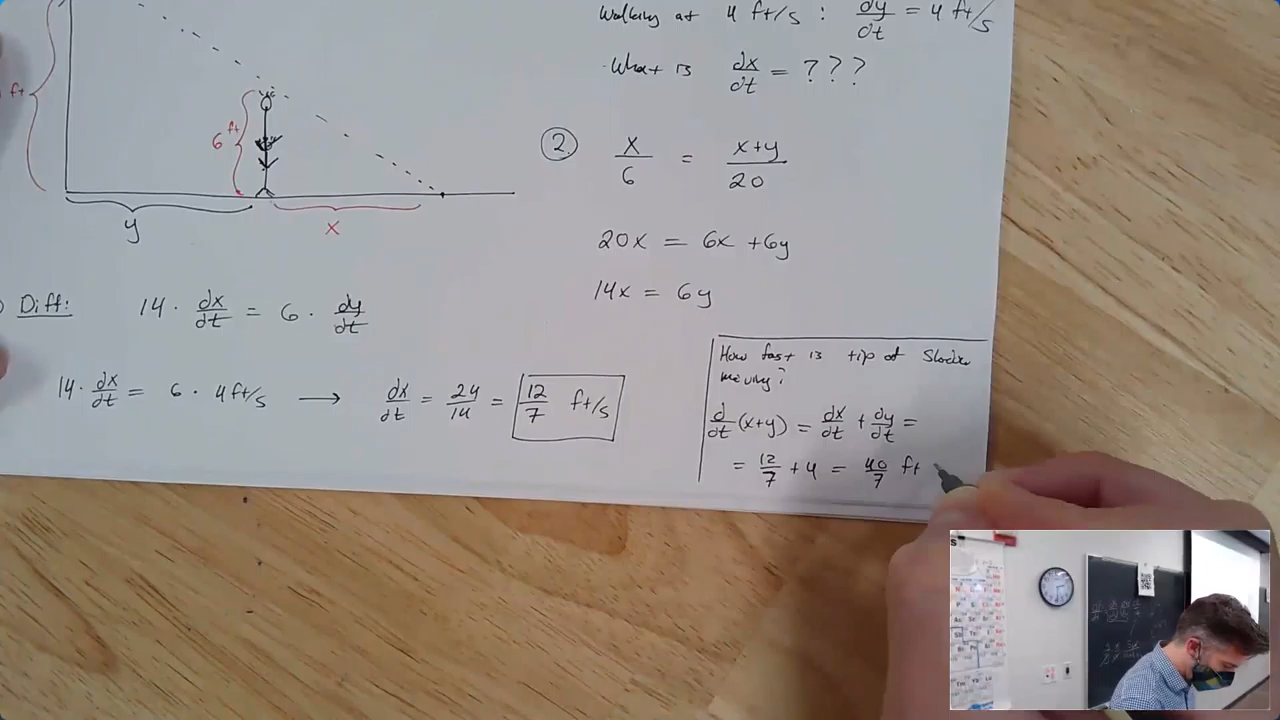 Walking at 4 ft/s : dy/dt = 4 ft/s
What is dx/dt = ???
ft
6 ft
y
x
2. x/6 = (x+y)/20
20x = 6x + 6y
14x = 6y
Diff: 14 · dx/dt = 6 · dy/dt
14 · dx/dt = 6 · 4 ft/s → dx/dt = 24/14 = 12/7 ft/s
How fast is tip of Shadow
moving?
d/dt (x+y) = dx/dt + dy/dt =
= 12/7 + 4 = 40/7 ft